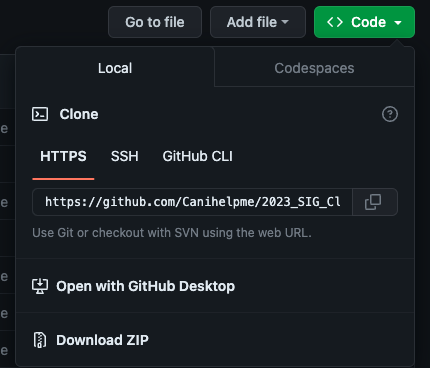 Go to file
Add file
Code
Local
Codespaces
Clone
HTTPS
SSH
GitHub CLI
https://github.com/Canihelpme/2023_SIG_Cl
Use Git or checkout with SVN using the web URL.
Open with GitHub Desktop
Download ZIP
e
e
e
e
e